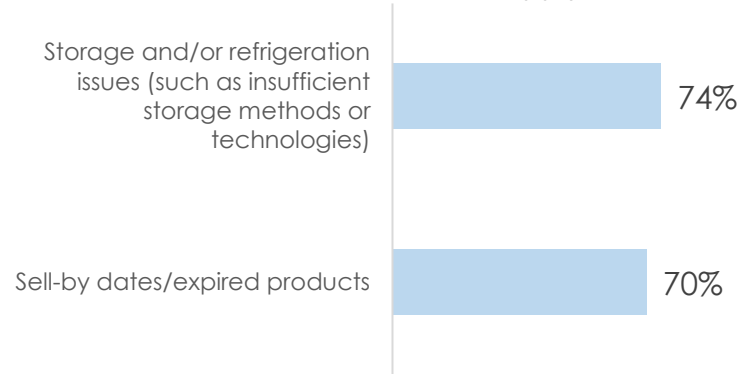 Storage and/or refrigeration
issues (such as insufficient
storage methods or
technologies)
74%
Sell-by dates/expired products
70%